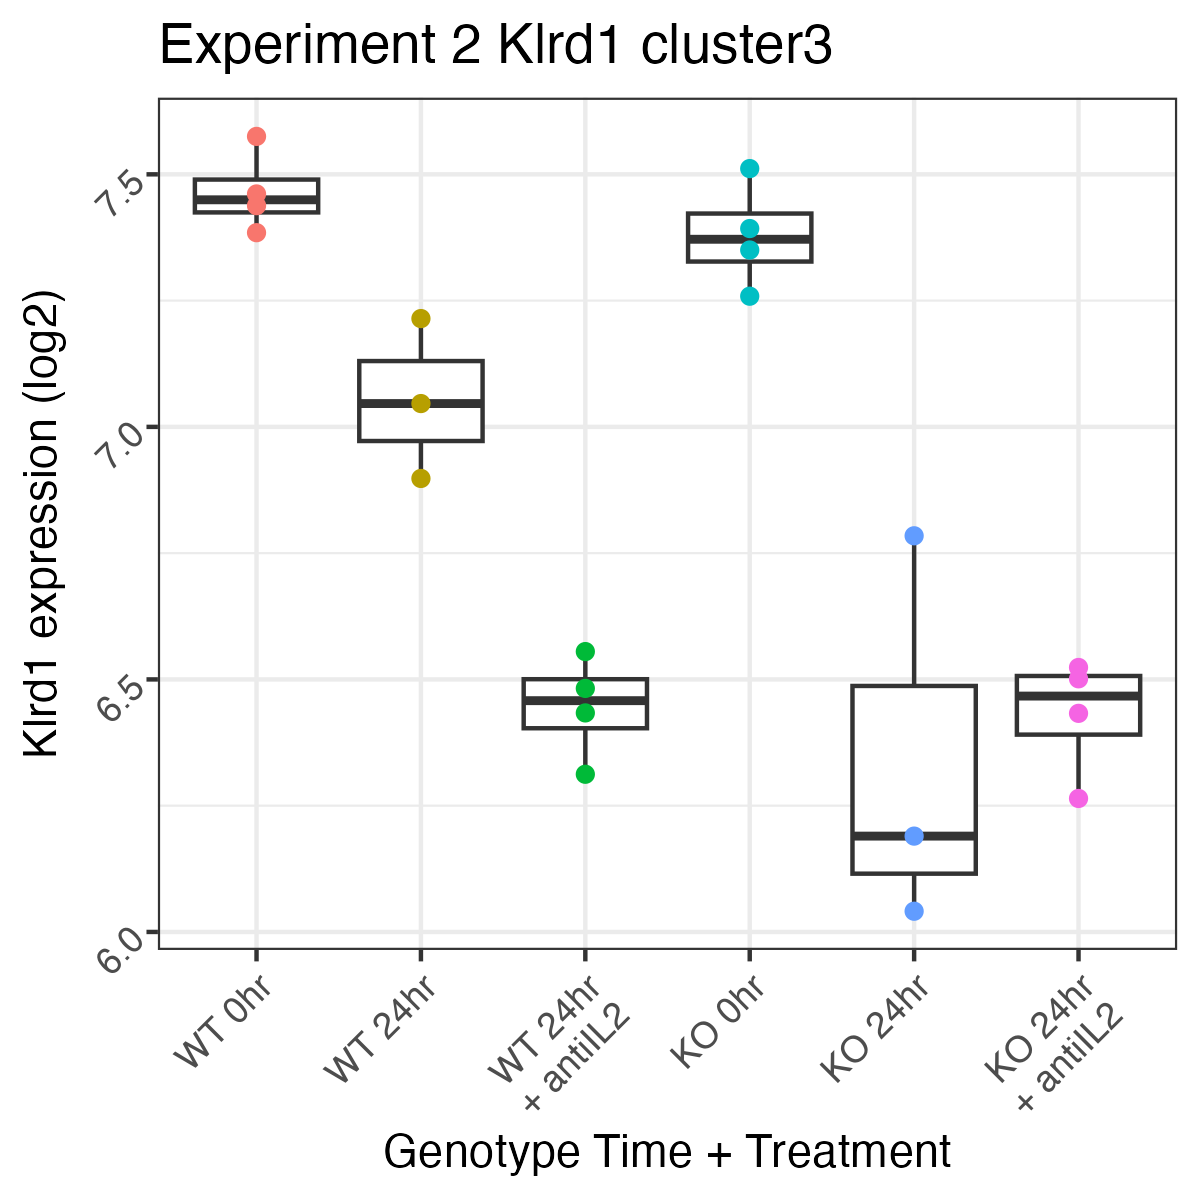 Experiment 2 Klrd1 cluster3
Klrd1 expression (log2)
7.5
7.0
6.5
6.0
WT 0hr
WT 24hr
WT 24hr
+ antiIL2
KO 0hr
KO 24hr
KO 24hr
+ antiIL2
Genotype Time + Treatment